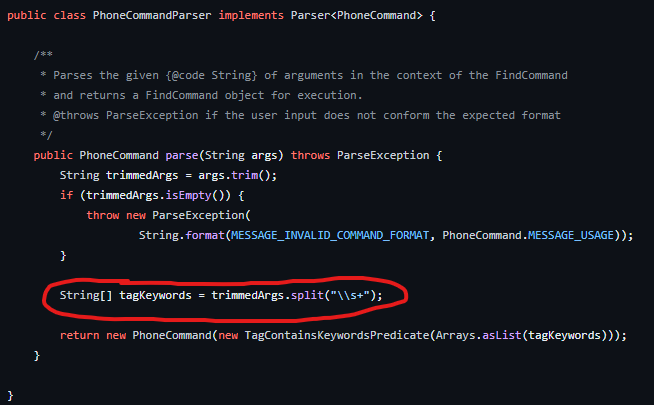 public class PhoneCommandParser implements Parser<PhoneCommand> {
/**
* Parses the given {@code String} of arguments in the context of the FindCommand
* and returns a FindCommand object for execution.
* @throws ParseException if the user input does not conform the expected format
*/
public PhoneCommand parse(String args) throws ParseException {
String trimmedArgs = args.trim();
if (trimmedArgs.isEmpty()) {
throw new ParseException(
String.format(MESSAGE_INVALID_COMMAND_FORMAT, PhoneCommand.MESSAGE_USAGE));
}
String[] tagKeywords = trimmedArgs.split("\\s+");
return new PhoneCommand(new TagContainsKeywordsPredicate(Arrays.asList(tagKeywords)));
}
}